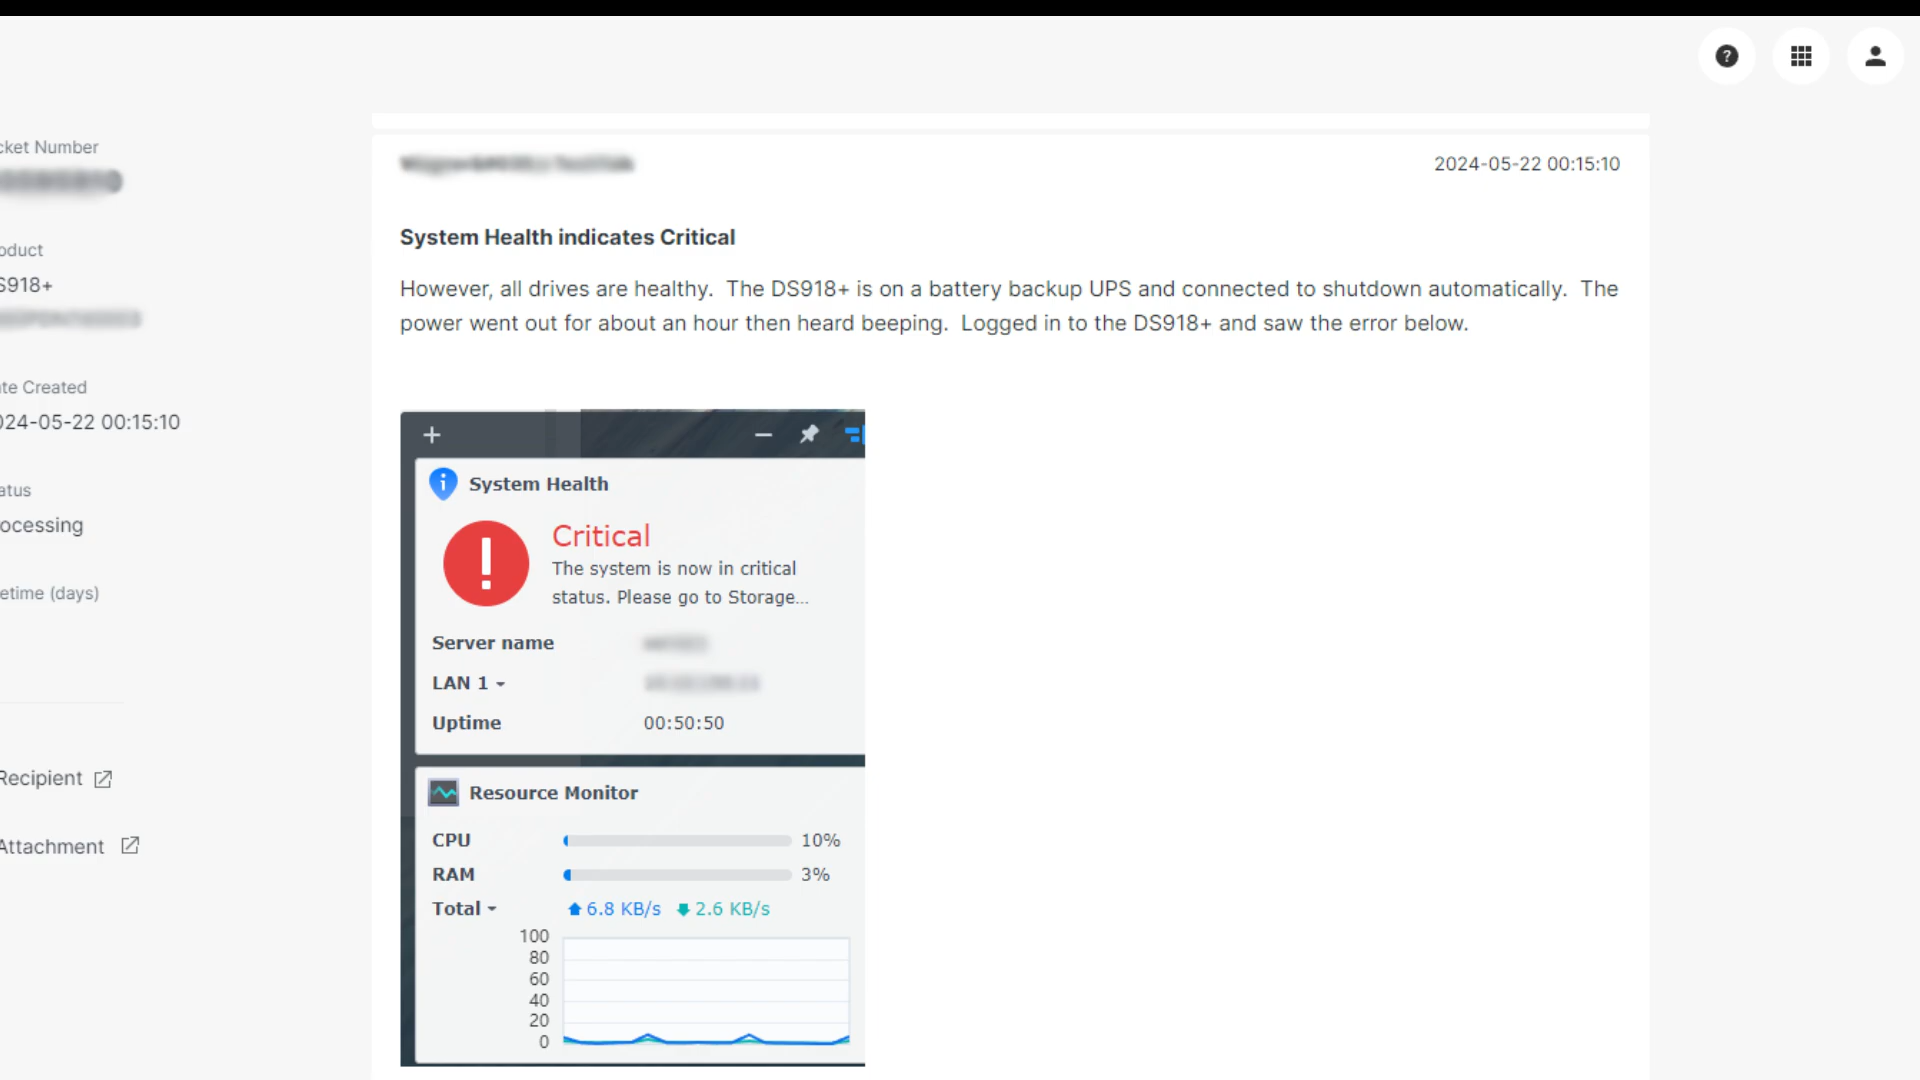 cket Number
oduct
S918+
te Created
024-05-22 00:15:10
atus
ocessing
etime (days)
Recipient
Attachment
2024-05-22 00:15:10
System Health indicates Critical
However, all drives are healthy.  The DS918+ is on a battery backup UPS and connected to shutdown automatically.  The
power went out for about an hour then heard beeping.  Logged in to the DS918+ and saw the error below.
System Health
Critical
The system is now in critical
status. Please go to Storage...
Server name
LAN 1
Uptime 00:50:50
Resource Monitor
CPU 10%
RAM 3%
Total 6.8 KB/s 2.6 KB/s
100
80
60
40
20
0